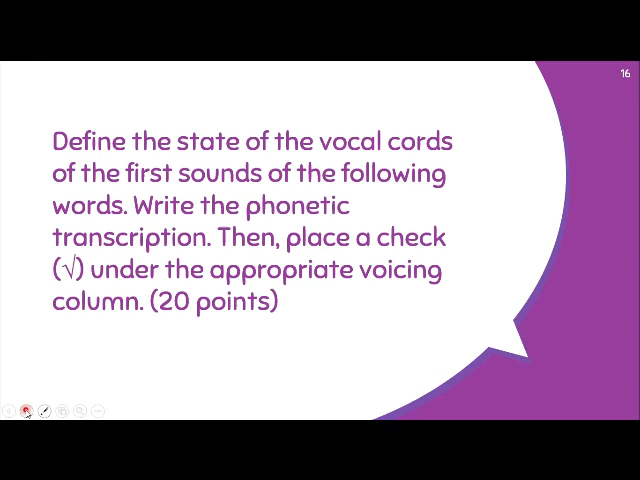 16
Define the state of the vocal cords
of the first sounds of the following
words. Write the phonetic
transcription. Then, place a check
(√) under the appropriate voicing
column. (20 points)